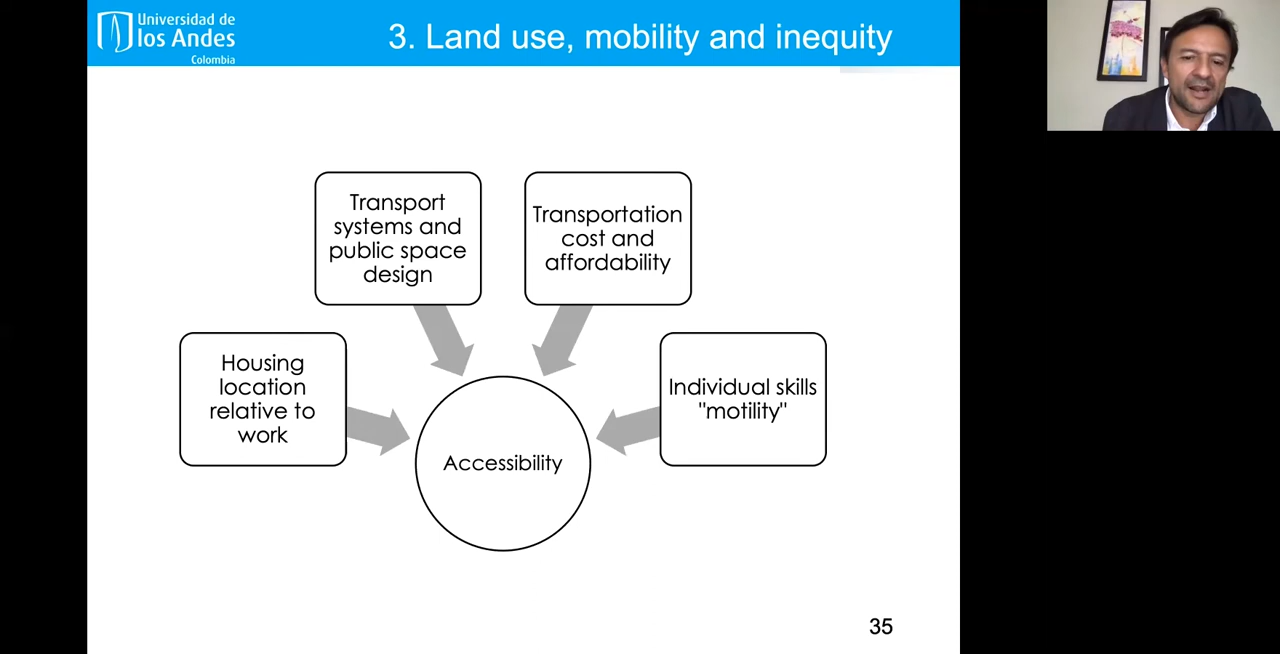 Universidad de
los Andes
Colombia
3. Land use, mobility and inequity
Transport
systems and
public space
design
Transportation
cost and
affordability
Housing
location
relative to
work
Individual skills
"motility"
Accessibility
35